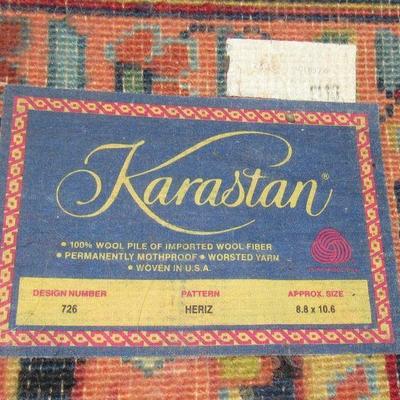 Karastan®
• 100% WOOL PILE OF IMPORTED WOOL FIBER
• PERMANENTLY MOTHPROOF • WORSTED YARN
• WOVEN IN U.S.A.
DESIGN NUMBER PATTERN APPROX. SIZE
726 HERIZ 8.8 x 10.6